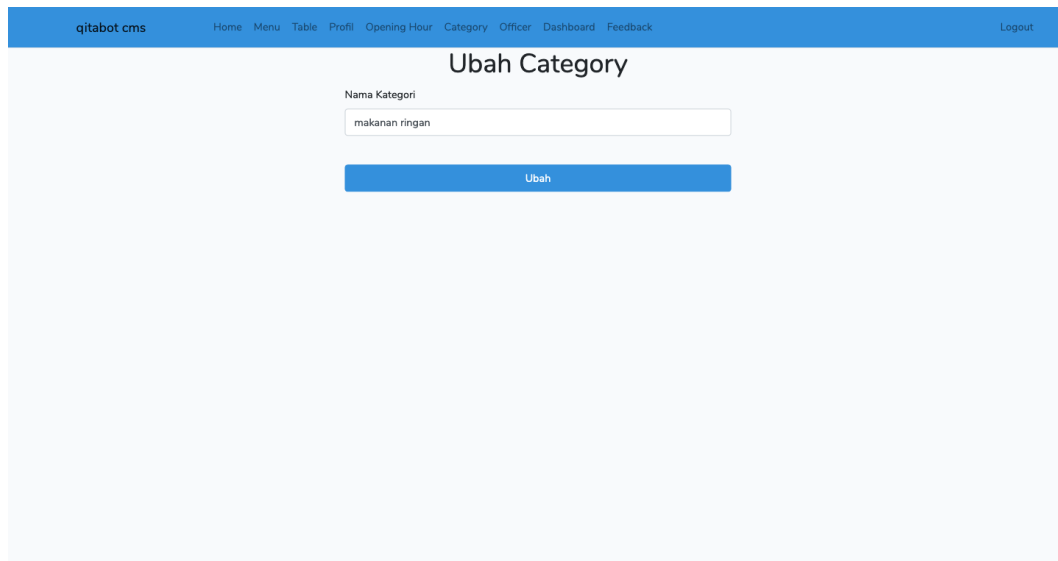 qitabot cms Home Menu Table Profil Opening Hour Category Officer Dashboard Feedback Logout
Ubah Category
Nama Kategori
makanan ringan
Ubah